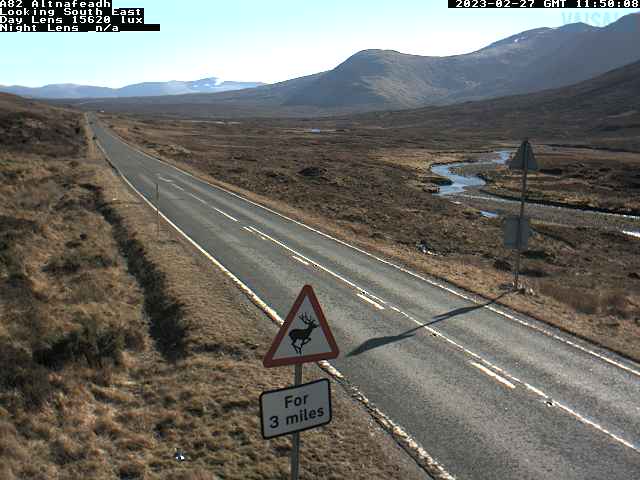 A82 Altnafeadh
Looking South East
Day Lens 15620 lux
Night Lens n/a
2023-02-27 GMT 11:50:08
VAISALA
For
3 miles